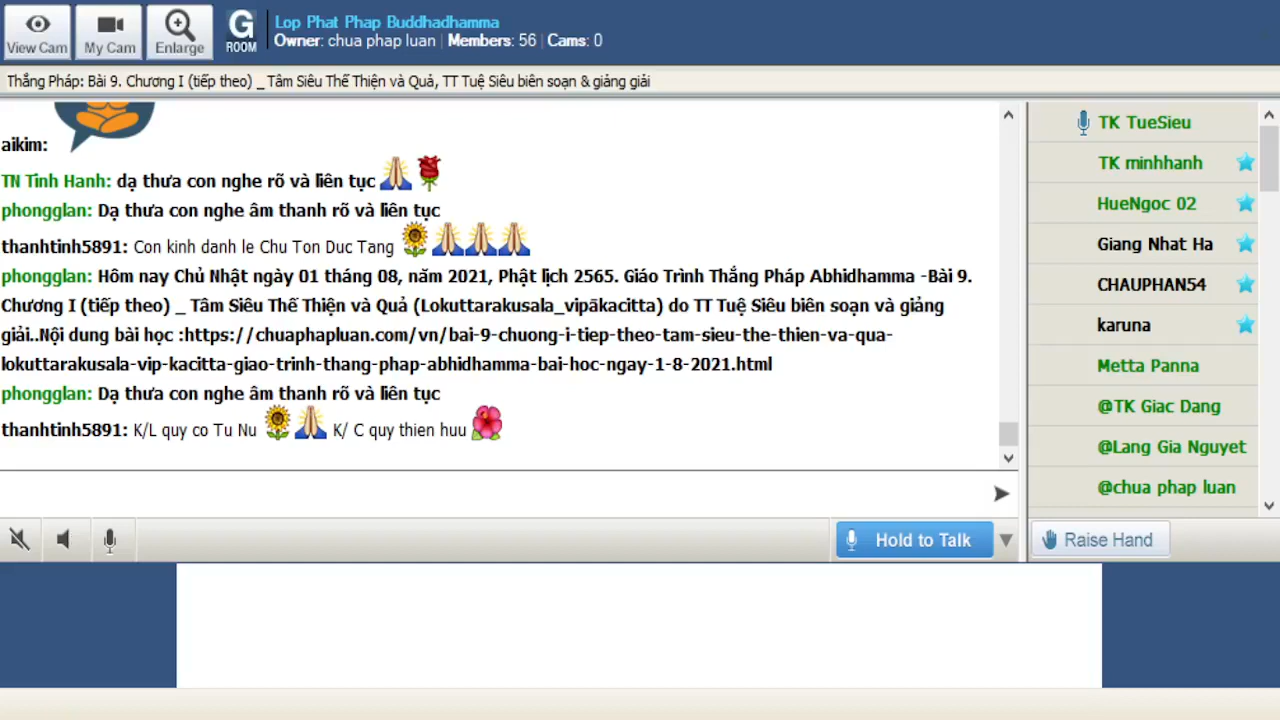 View Cam
My Cam
Enlarge
G
ROOM
Lop Phat Phap Buddhadhamma
Owner: chua phap luan | Members: 56 | Cams: 0
Thắng Pháp: Bài 9. Chương I (tiếp theo) _ Tâm Siêu Thế Thiện và Quả, TT Tuệ Siêu biên soạn & giảng giải
aikim:
TN Tinh Hanh: dạ thưa con nghe rõ và liên tục
phongglan: Dạ thưa con nghe âm thanh rõ và liên tục
thanhtinh5891: Con kinh danh le Chu Ton Duc Tang
phongglan: Hôm nay Chủ Nhật ngày 01 tháng 08, năm 2021, Phật lịch 2565. Giáo Trình Thắng Pháp Abhidhamma -Bài 9.
Chương I (tiếp theo) _ Tâm Siêu Thế Thiện và Quả (Lokuttarakusala_vipākacitta) do TT Tuệ Siêu biên soạn và giảng
giải..Nội dung bài học :https://chuaphapluan.com/vn/bai-9-chuong-i-tiep-theo-tam-sieu-the-thien-va-qua-
lokuttarakusala-vip-kacitta-giao-trinh-thang-phap-abhidhamma-bai-hoc-ngay-1-8-2021.html
phongglan: Dạ thưa con nghe âm thanh rõ và liên tục
thanhtinh5891: K/L quy co Tu Nu K/ C quy thien huu
TK TueSieu
TK minhhanh
HueNgoc 02
Giang Nhat Ha
CHAUPHAN54
karuna
Metta Panna
@TK Giac Dang
@Lang Gia Nguyet
@chua phap luan
Hold to Talk
Raise Hand